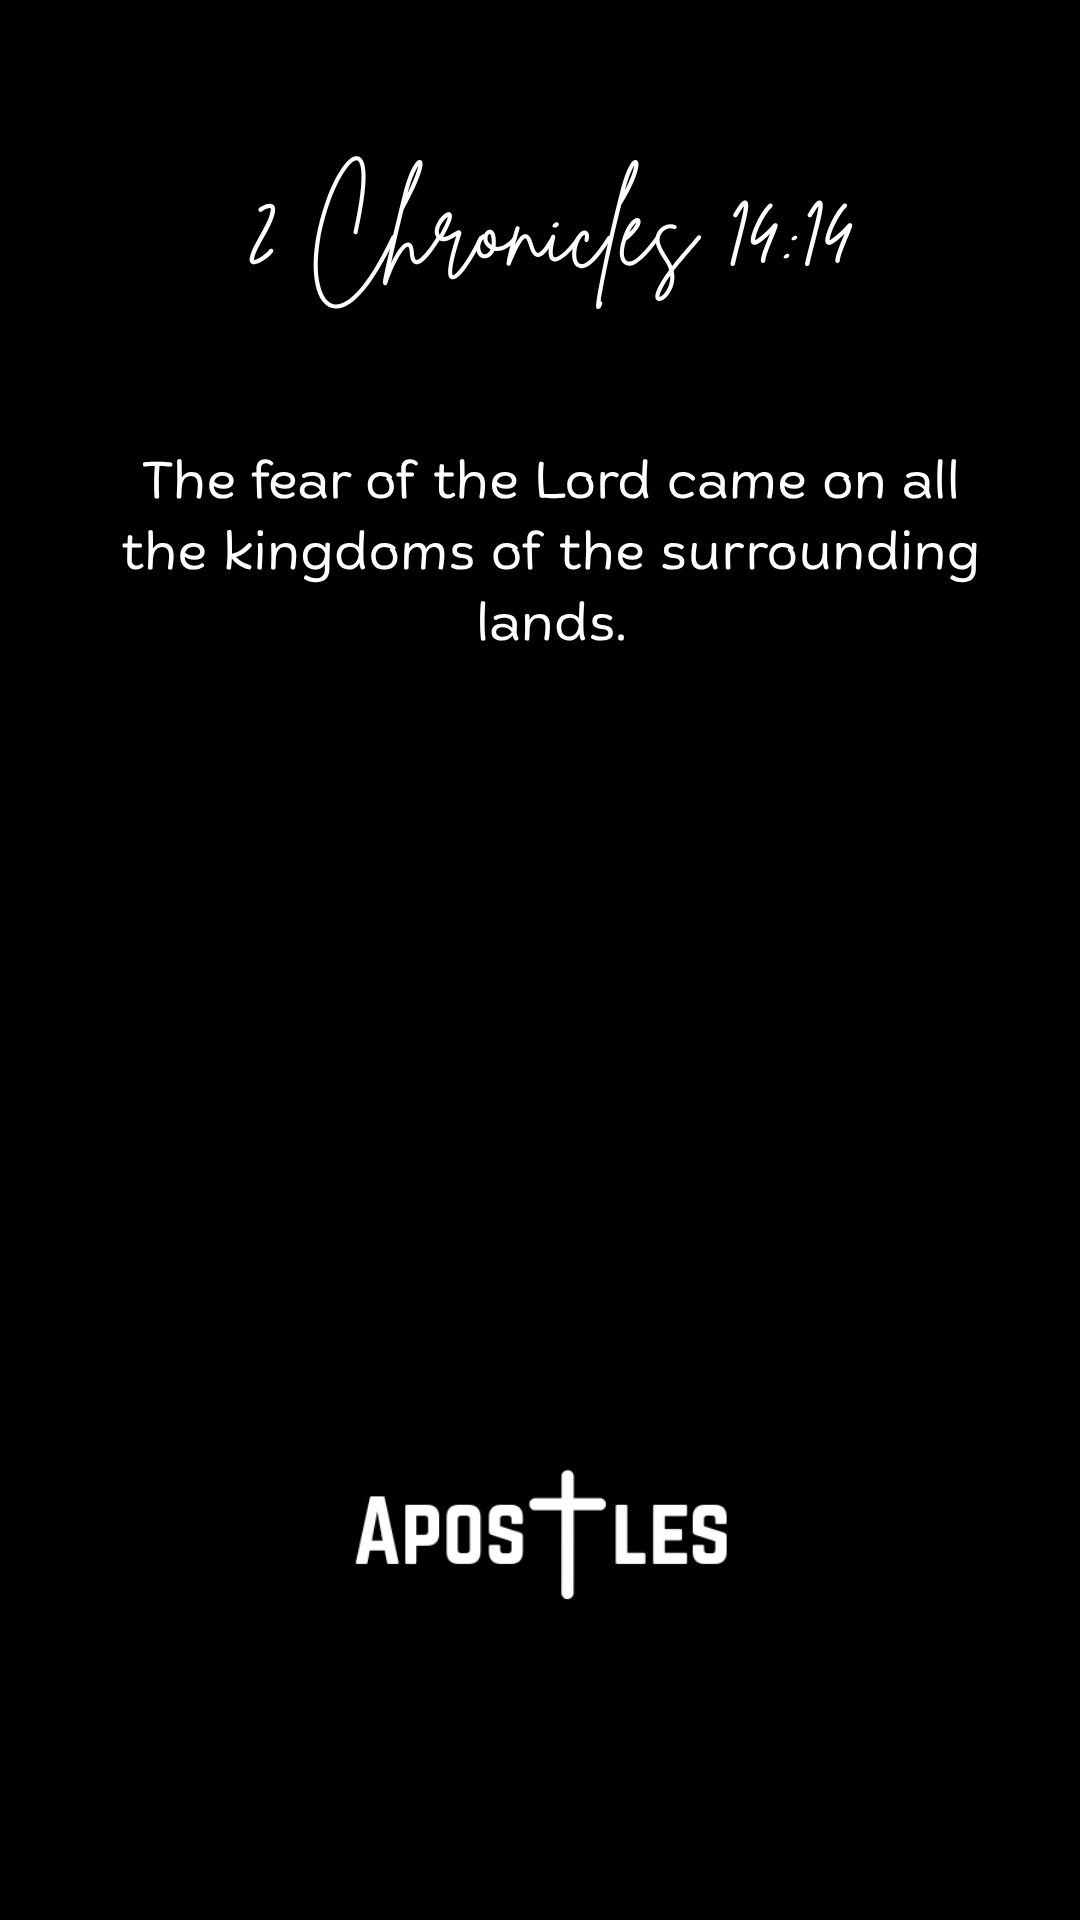 2 Chronicles 14:14
The fear of the Lord came on all
the kingdoms of the surrounding
lands.
Apostles